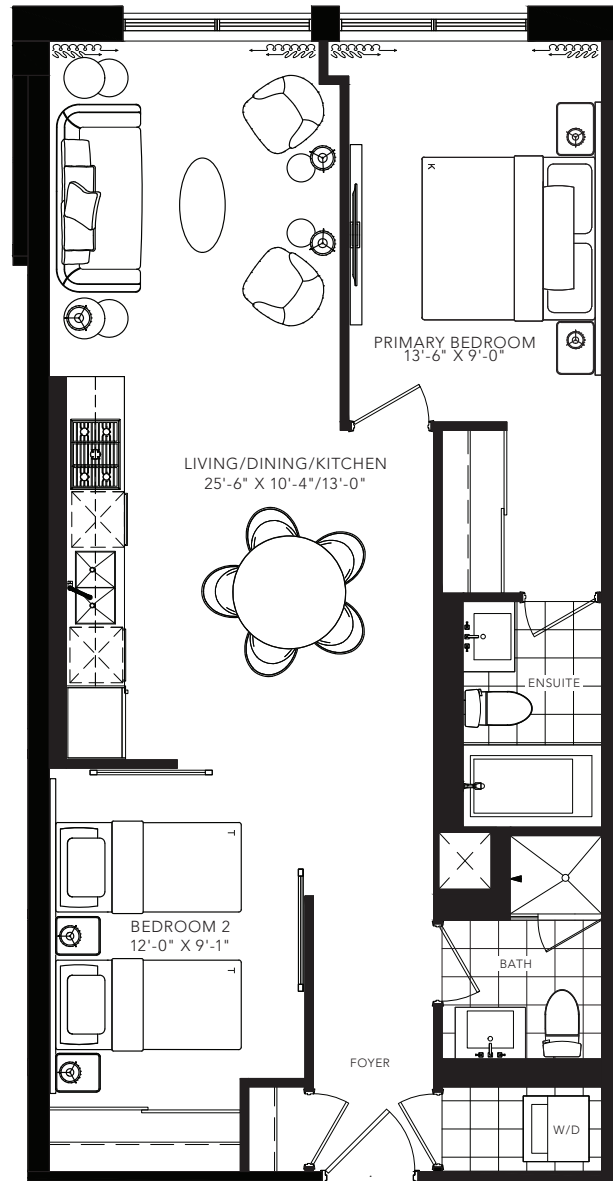 K
PRIMARY BEDROOM
13'-6" X 9'-0"
LIVING/DINING/KITCHEN
25'-6" X 10'-4"/13'-0"
ENSUITE
T
BEDROOM 2
12'-0" X 9'-1"
T
BATH
FOYER
W/D